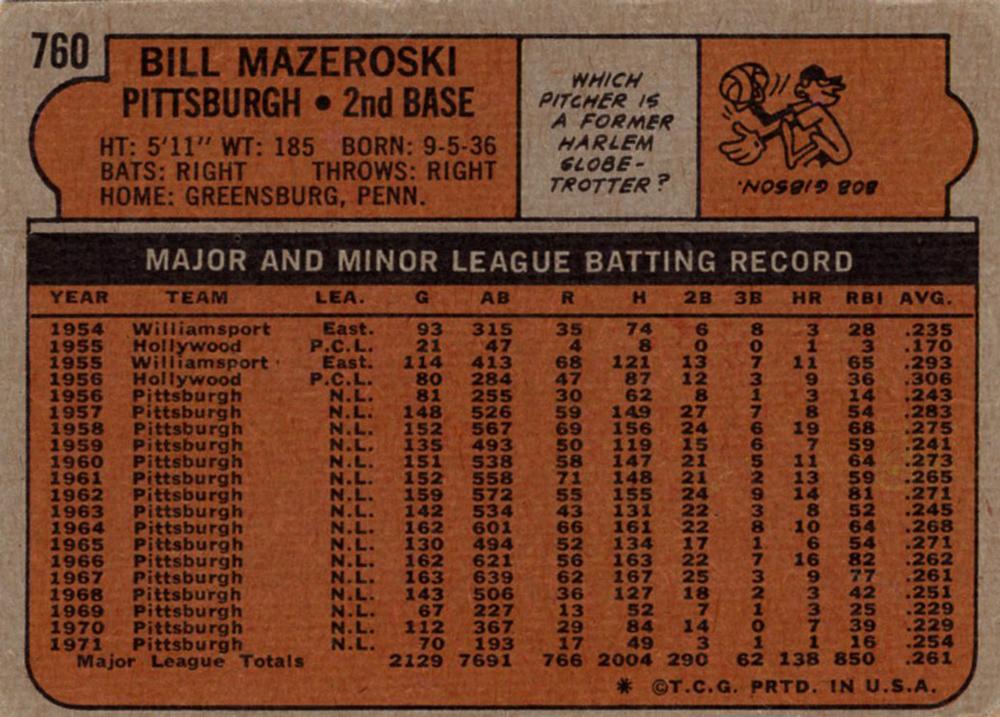 760
BILL MAZEROSKI
PITTSBURGH • 2nd BASE
HT: 5'11" WT: 185 BORN: 9-5-36
BATS: RIGHT THROWS: RIGHT
HOME: GREENSBURG, PENN.
WHICH
PITCHER IS
A FORMER
HARLEM
GLOBE-
TROTTER?
BOB GIBSON.
MAJOR AND MINOR LEAGUE BATTING RECORD
YEAR TEAM LEA. G AB R H 2B 3B HR RBI AVG.
1954 Williamsport East. 93 315 35 74 6 8 3 28 .235
1955 Hollywood P.C.L. 21 47 4 8 0 0 1 3 .170
1955 Williamsport East. 114 413 68 121 13 7 11 65 .293
1956 Hollywood P.C.L. 80 284 47 87 12 3 9 36 .306
1956 Pittsburgh N.L. 81 255 30 62 8 1 3 14 .243
1957 Pittsburgh N.L. 148 526 59 149 27 7 8 54 .283
1958 Pittsburgh N.L. 152 567 69 156 24 6 19 68 .275
1959 Pittsburgh N.L. 135 493 50 119 15 6 7 59 .241
1960 Pittsburgh N.L. 151 538 58 147 21 5 11 64 .273
1961 Pittsburgh N.L. 152 558 71 148 21 2 13 59 .265
1962 Pittsburgh N.L. 159 572 55 155 24 9 14 81 .271
1963 Pittsburgh N.L. 142 534 43 131 22 3 8 52 .245
1964 Pittsburgh N.L. 162 601 66 161 22 8 10 64 .268
1965 Pittsburgh N.L. 130 494 52 134 17 1 6 54 .271
1966 Pittsburgh N.L. 162 621 56 163 22 7 16 82 .262
1967 Pittsburgh N.L. 163 639 62 167 25 3 9 77 .261
1968 Pittsburgh N.L. 143 506 36 127 18 2 3 42 .251
1969 Pittsburgh N.L. 67 227 13 52 7 1 3 25 .229
1970 Pittsburgh N.L. 112 367 29 84 14 0 7 39 .229
1971 Pittsburgh N.L. 70 193 17 49 3 1 1 16 .254
Major League Totals 2129 7691 766 2004 290 62 138 850 .261
* ©T.C.G. PRTD. IN U.S.A.